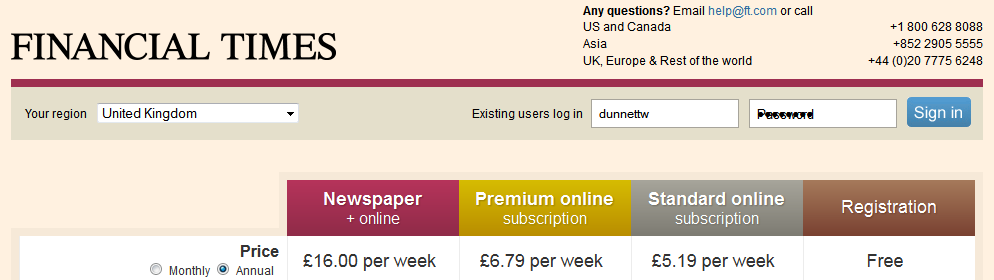 Any questions? Email help@ft.com or call
FINANCIAL TIMES
US and Canada +1 800 628 8088
Asia +852 2905 5555
UK, Europe & Rest of the world +44 (0)20 7775 6248
Your region United Kingdom Existing users log in dunnettw Password Sign in
Newspaper Premium online Standard online Registration
+ online subscription subscription
Price
£16.00 per week £6.79 per week £5.19 per week Free
Monthly Annual